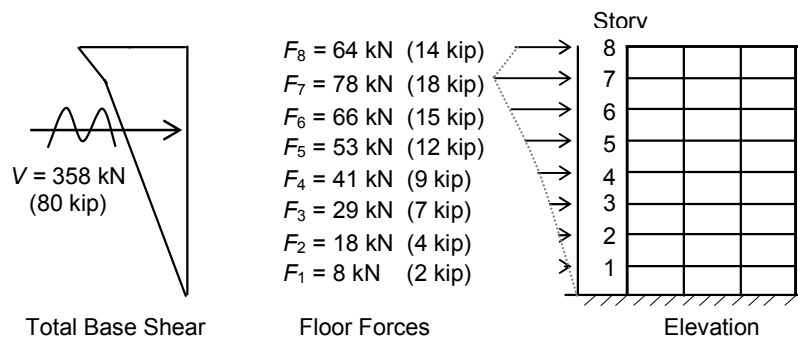 Story
F8 = 64 kN (14 kip)
F7 = 78 kN (18 kip)
F6 = 66 kN (15 kip)
F5 = 53 kN (12 kip)
F4 = 41 kN (9 kip)
F3 = 29 kN (7 kip)
F2 = 18 kN (4 kip)
F1 = 8 kN (2 kip)
V = 358 kN
(80 kip)
8
7
6
5
4
3
2
1
Total Base Shear
Floor Forces
Elevation